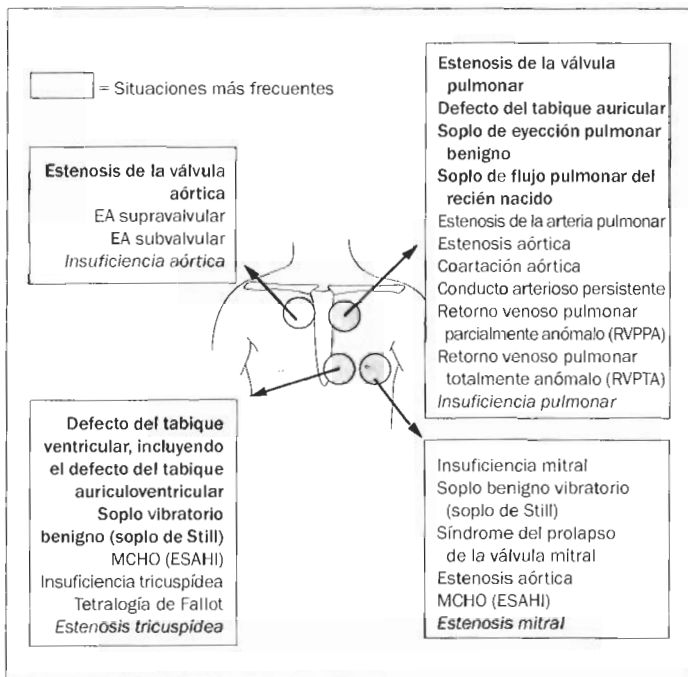 = Situaciones más frecuentes
Estenosis de la válvula
aórtica
EA supravalvular
EA subvalvular
Insuficiencia aórtica
Estenosis de la válvula
pulmonar
Defecto del tabique auricular
Soplo de eyección pulmonar
benigno
Soplo de flujo pulmonar del
recién nacido
Estenosis de la arteria pulmonar
Estenosis aórtica
Coartación aórtica
Conducto arterioso persistente
Retorno venoso pulmonar
parcialmente anómalo (RVPPA)
Retorno venoso pulmonar
totalmente anómalo (RVPTA)
Insuficiencia pulmonar
Defecto del tabique
ventricular, incluyendo
el defecto del tabique
auriculoventricular
Soplo vibratorio
benigno (soplo de Still)
MCHO (ESAHI)
Insuficiencia tricuspídea
Tetralogía de Fallot
Estenosis tricuspídea
Insuficiencia mitral
Soplo benigno vibratorio
(soplo de Still)
Síndrome del prolapso
de la válvula mitral
Estenosis aórtica
MCHO (ESAHI)
Estenosis mitral